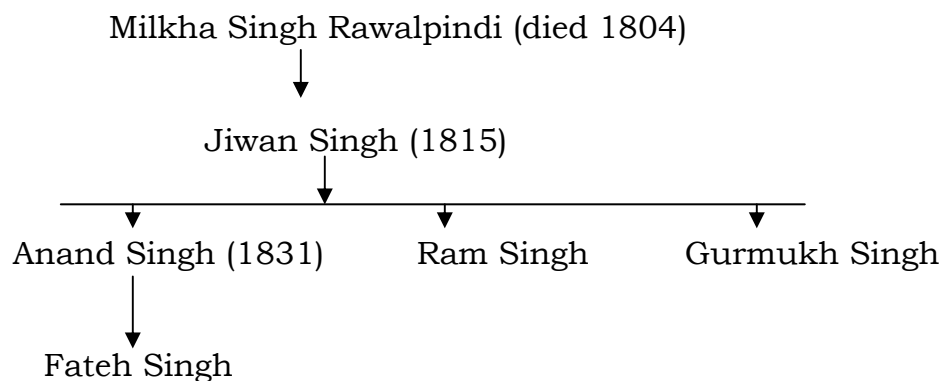 Milkha Singh Rawalpindi (died 1804)
Jiwan Singh (1815)
Anand Singh (1831) Ram Singh Gurmukh Singh
Fateh Singh